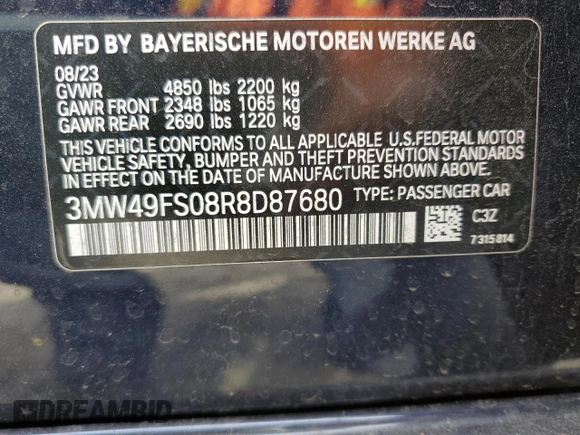 MFD BY BAYERISCHE MOTOREN WERKE AG
08/23
GVWR 4850 lbs 2200 kg
GAWR FRONT 2348 lbs 1065 kg
GAWR REAR 2690 lbs 1220 kg
THIS VEHICLE CONFORMS TO ALL APPLICABLE U.S.FEDERAL MOTOR
VEHICLE SAFETY, BUMPER AND THEFT PREVENTION STANDARDS
IN EFFECT ON THE DATE OF MANUFACTURE SHOWN ABOVE.
3MW49FS08R8D87680 TYPE: PASSENGER CAR
C3Z
7315814
DREAMBID